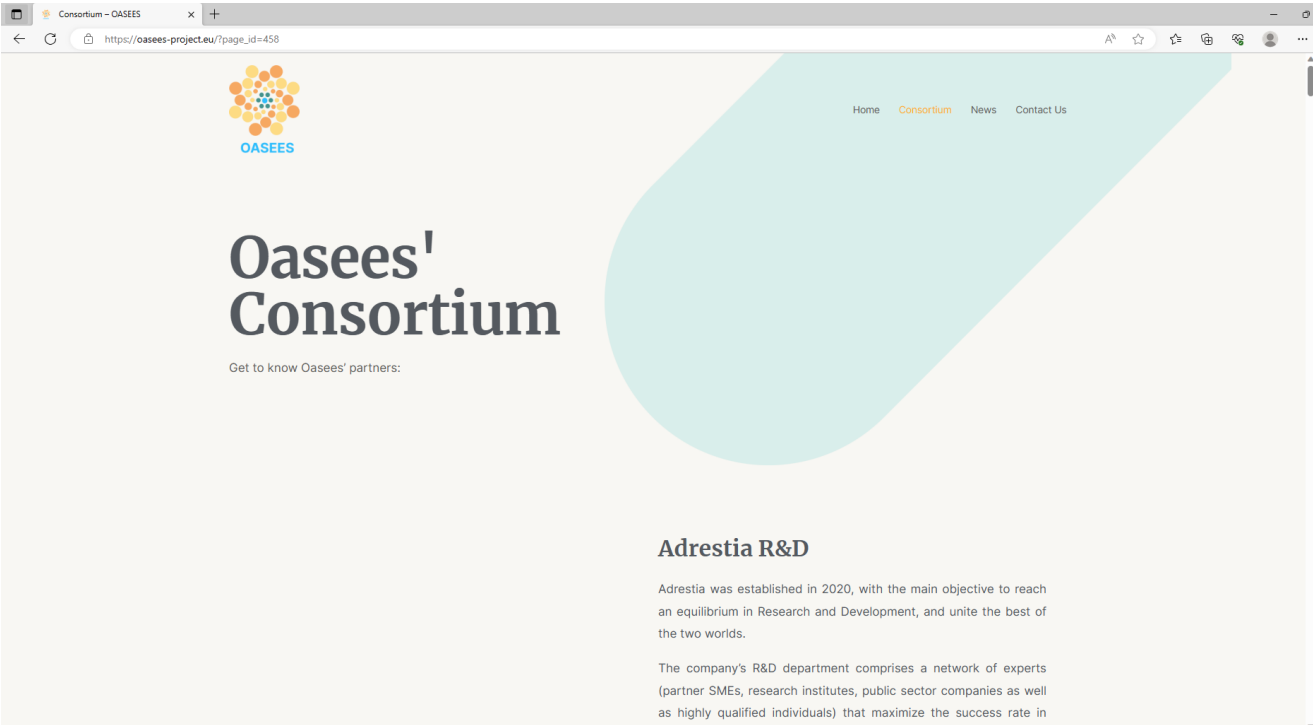 Consortium – OASEES
https://oasees-project.eu/?page_id=458
OASEES
Home Consortium News Contact Us
Oasees'
Consortium
Get to know Oasees’ partners:
Adrestia R&D
Adrestia was established in 2020, with the main objective to reach
an equilibrium in Research and Development, and unite the best of
the two worlds.
The company’s R&D department comprises a network of experts
(partner SMEs, research institutes, public sector companies as well
as highly qualified individuals) that maximize the success rate in